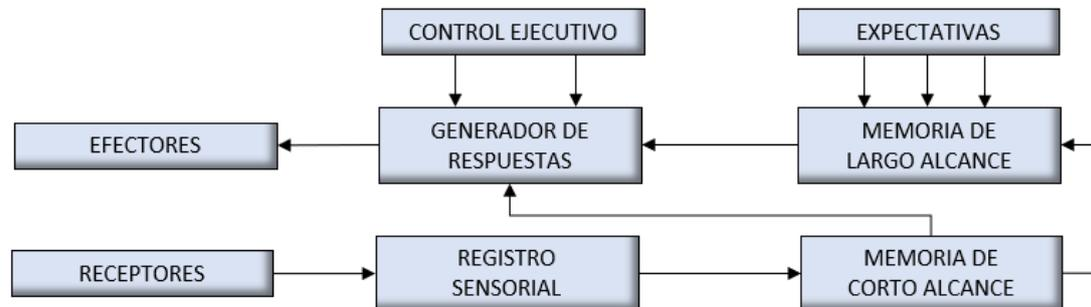 CONTROL EJECUTIVO
EXPECTATIVAS
EFECTORES
GENERADOR DE
RESPUESTAS
MEMORIA DE
LARGO ALCANCE
RECEPTORES
REGISTRO
SENSORIAL
MEMORIA DE
CORTO ALCANCE